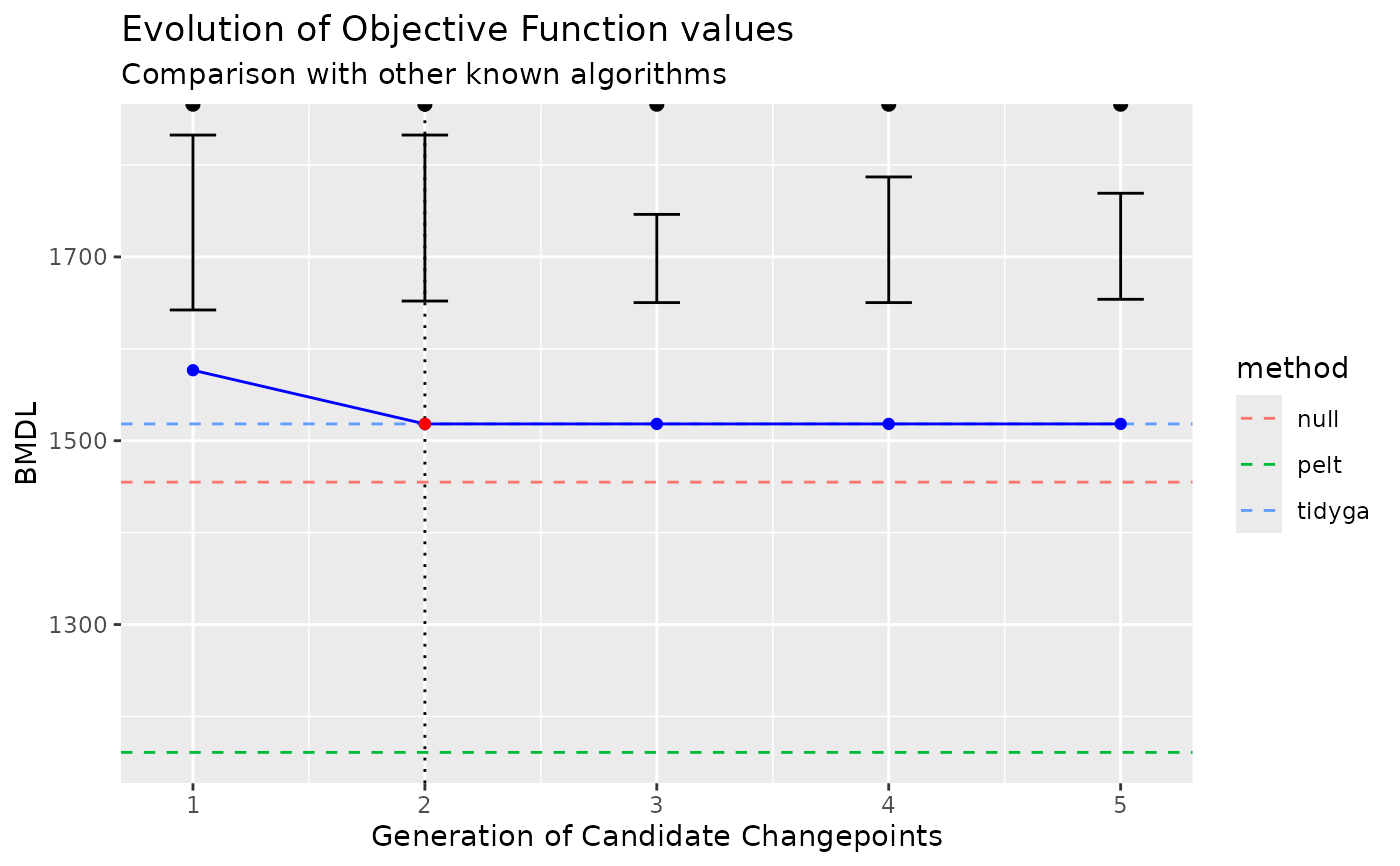 Evolution of Objective Function values
Comparison with other known algorithms
BMDL
1700
1500
1300
1
2
3
4
5
Generation of Candidate Changepoints
method
null
pelt
tidyga